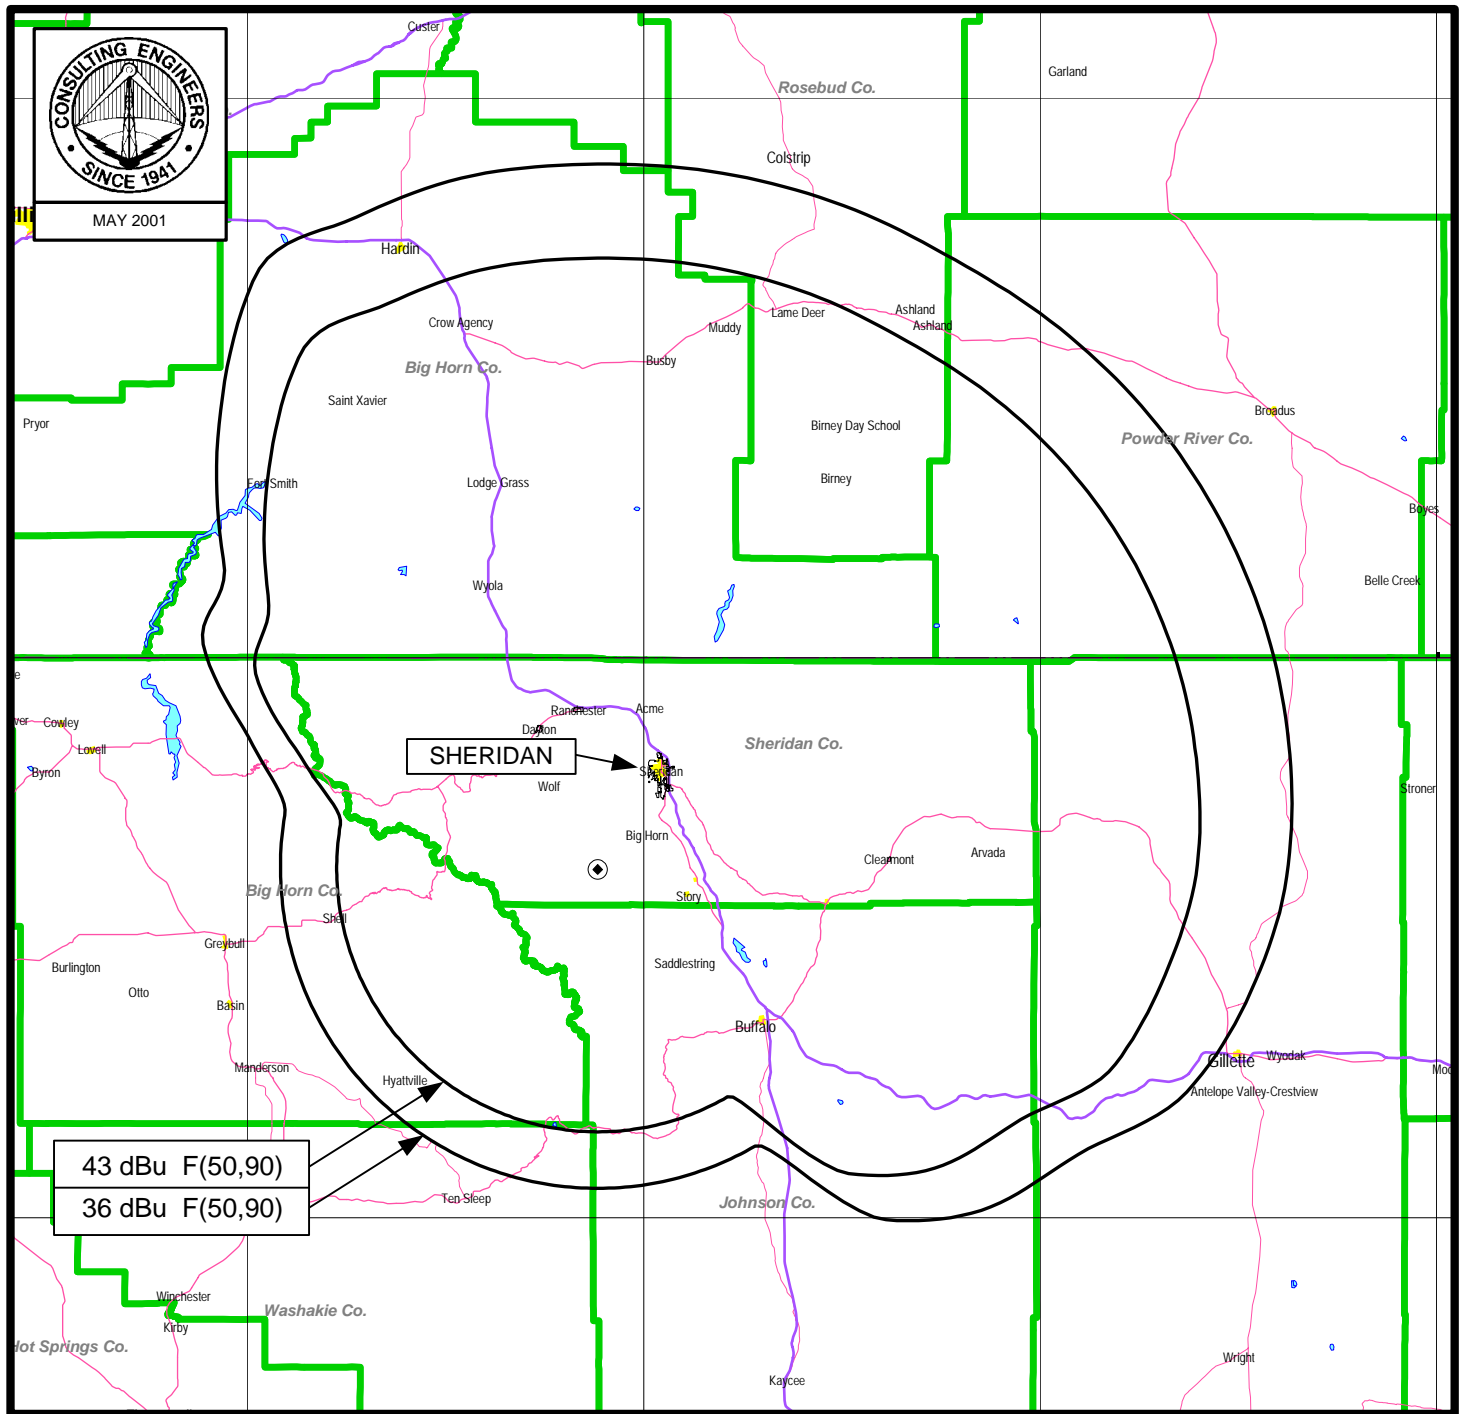 Custer
CONSULTING ENGINEERS
SINCE 1941
MAY 2001
Rosebud Co.
Garland
Colstrip
Hardin
Crow Agency
Muddy
Lame Deer
Ashland
Ashland
Busby
Big Horn Co.
Saint Xavier
Broadus
Pryor
Birney Day School
Powder River Co.
Fort Smith
Lodge Grass
Birney
Boyes
Wyola
Belle Creek
e
ver
Cowley
Lovell
Byron
Ranchester
Acme
Dayton
SHERIDAN
Sheridan Co.
Sheridan
Wolf
Stroner
Big Horn
Clearmont
Arvada
Big Horn Co.
Story
Shell
Greybull
Burlington
Otto
Saddlestring
Basin
Buffalo
Manderson
Hyattville
Gillette
Wyodak
Moo
Antelope Valley-Crestview
43 dBu F(50,90)
36 dBu F(50,90)
Ten Sleep
Johnson Co.
Winchester
Kirby
Washakie Co.
Hot Springs Co.
Wright
Kaycee